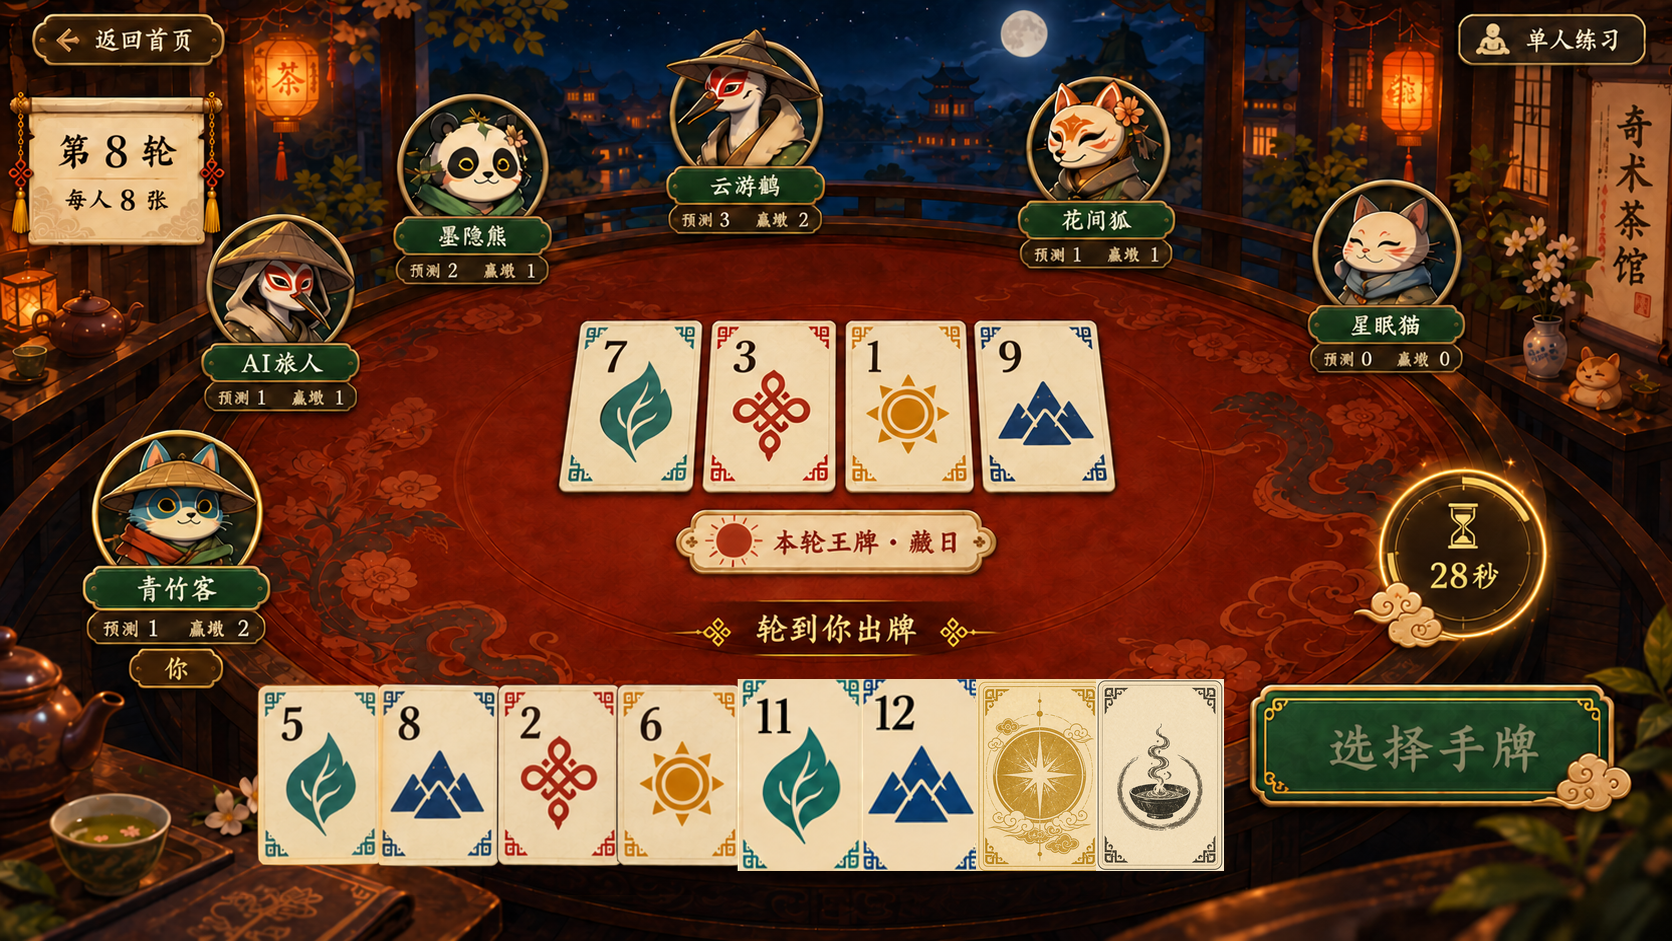 返回首页
单人练习
第8轮
每人8张
茶
奇术茶馆
云游鹤
预测 3 赢墩 2
墨隐熊
预测 2 赢墩 1
花间狐
预测 1 赢墩 1
星眠猫
预测 0 赢墩 0
AI旅人
预测 1 赢墩 1
7
3
1
9
本轮王牌·藏日
28秒
青竹客
预测 1 赢墩 2
你
轮到你出牌
5
8
2
6
11
12
选择手牌